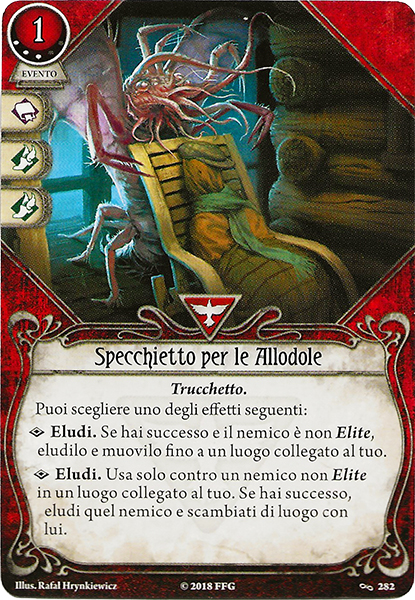 1
EVENTO
Specchietto per le Allodole
Trucchetto.
Puoi scegliere uno degli effetti seguenti:
Eludi. Se hai successo e il nemico è non Elite,
eludilo e muovilo fino a un luogo collegato al tuo.
Eludi. Usa solo contro un nemico non Elite
in un luogo collegato al tuo. Se hai successo,
eludi quel nemico e scambiati di luogo con
lui.
Illus. Rafał Hrynkiewicz © 2018 FFG 282